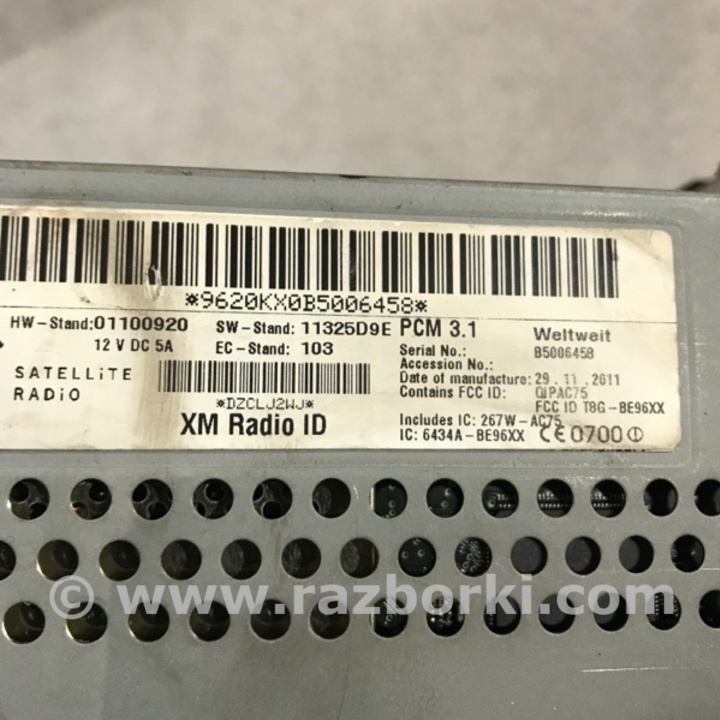 *9620KX0B5006458*
HW-Stand:01100920 SW-Stand: 11325D9E PCM 3.1 Weltweit
12 V DC 5A EC-Stand: 103 Serial No.: B5006458
Accession No.:
SATELLiTE Date of manufacture: 29.11.2011
RADiO Contains FCC ID: QIPAC75
*DZCLJ2WJ* FCC ID T8G-BE96XX
XM Radio ID Includes IC: 267W-AC75
IC: 6434A-BE96XX CE0700
© www.razborki.com